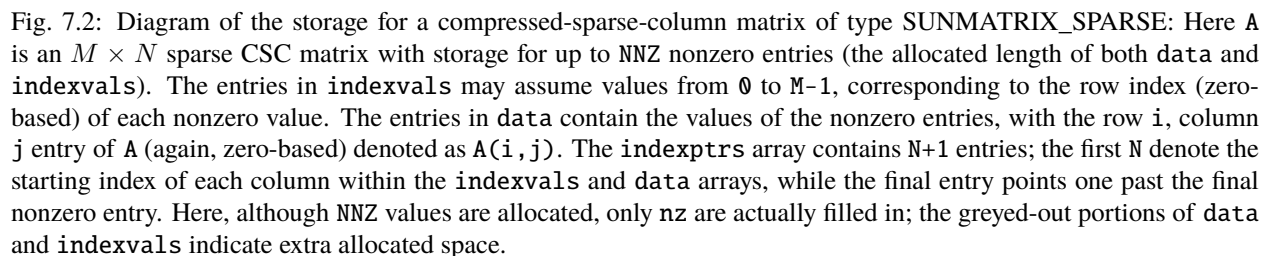 Fig. 7.2: Diagram of the storage for a compressed-sparse-column matrix of type SUNMATRIX_SPARSE: Here A
is an M × N sparse CSC matrix with storage for up to NNZ nonzero entries (the allocated length of both data and
indexvals). The entries in indexvals may assume values from 0 to M-1, corresponding to the row index (zero-
based) of each nonzero value. The entries in data contain the values of the nonzero entries, with the row i, column
j entry of A (again, zero-based) denoted as A(i,j). The indexptrs array contains N+1 entries; the first N denote the
starting index of each column within the indexvals and data arrays, while the final entry points one past the final
nonzero entry. Here, although NNZ values are allocated, only nz are actually filled in; the greyed-out portions of data
and indexvals indicate extra allocated space.